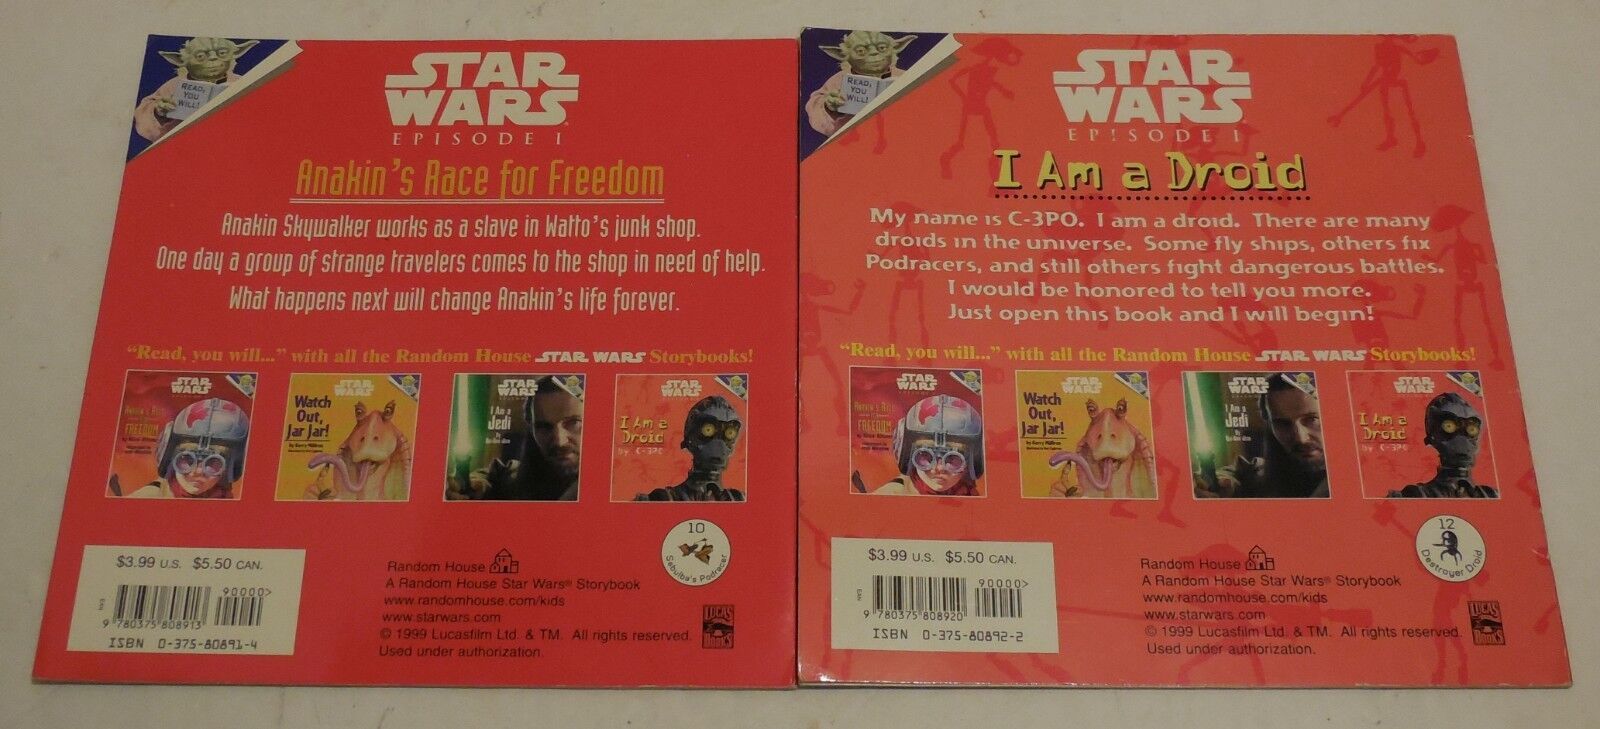 READ, YOU WILL!
STAR WARS
EPISODE I
Anakin's Race for Freedom
Anakin Skywalker works as a slave in Watto's junk shop.
One day a group of strange travelers comes to the shop in need of help.
What happens next will change Anakin's life forever.
"Read, you will..." with all the Random House STAR WARS Storybooks!
STAR WARS
FREEDOM
STAR WARS
Watch Out, Jar Jar!
STAR WARS
I Am a Jedi
STAR WARS
I Am a Droid
by C-3PO
$3.99 U.S. $5.50 CAN.
90000>
EAN
9 780375 808913
ISBN 0-375-80891-4
Random House
A Random House Star Wars® Storybook
www.randomhouse.com/kids
www.starwars.com
© 1999 Lucasfilm Ltd. & TM. All rights reserved.
Used under authorization.
10
Sebulba's Podracer
LUCAS BOOKS
READ, YOU WILL!
STAR WARS
EPISODE I
I Am a Droid
My name is C-3PO. I am a droid. There are many
droids in the universe. Some fly ships, others fix
Podracers, and still others fight dangerous battles.
I would be honored to tell you more.
Just open this book and I will begin!
"Read, you will..." with all the Random House STAR WARS Storybooks!
STAR WARS
FREEDOM
STAR WARS
Watch Out, Jar Jar!
STAR WARS
I Am a Jedi
STAR WARS
I Am a Droid
by C-3PO
$3.99 U.S. $5.50 CAN.
90000>
EAN
9 780375 808920
ISBN 0-375-80892-2
Random House
A Random House Star Wars® Storybook
www.randomhouse.com/kids
www.starwars.com
© 1999 Lucasfilm Ltd. & TM. All rights reserved.
Used under authorization.
12
Destroyer Droid
LUCAS BOOKS